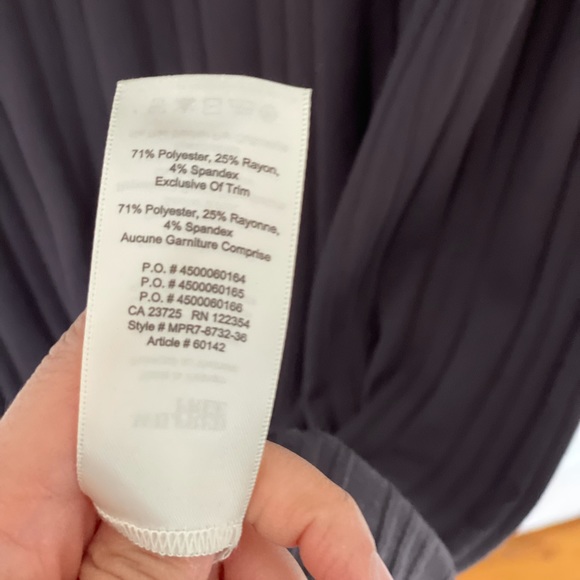 71% Polyester, 25% Rayon,
4% Spandex
Exclusive Of Trim
71% Polyester, 25% Rayonne,
4% Spandex
Aucune Garniture Comprise
P.O. # 4500060164
P.O. # 4500060165
P.O. # 4500060166
CA 23725 RN 122354
Style # MPR7-8732-36
Article # 60142